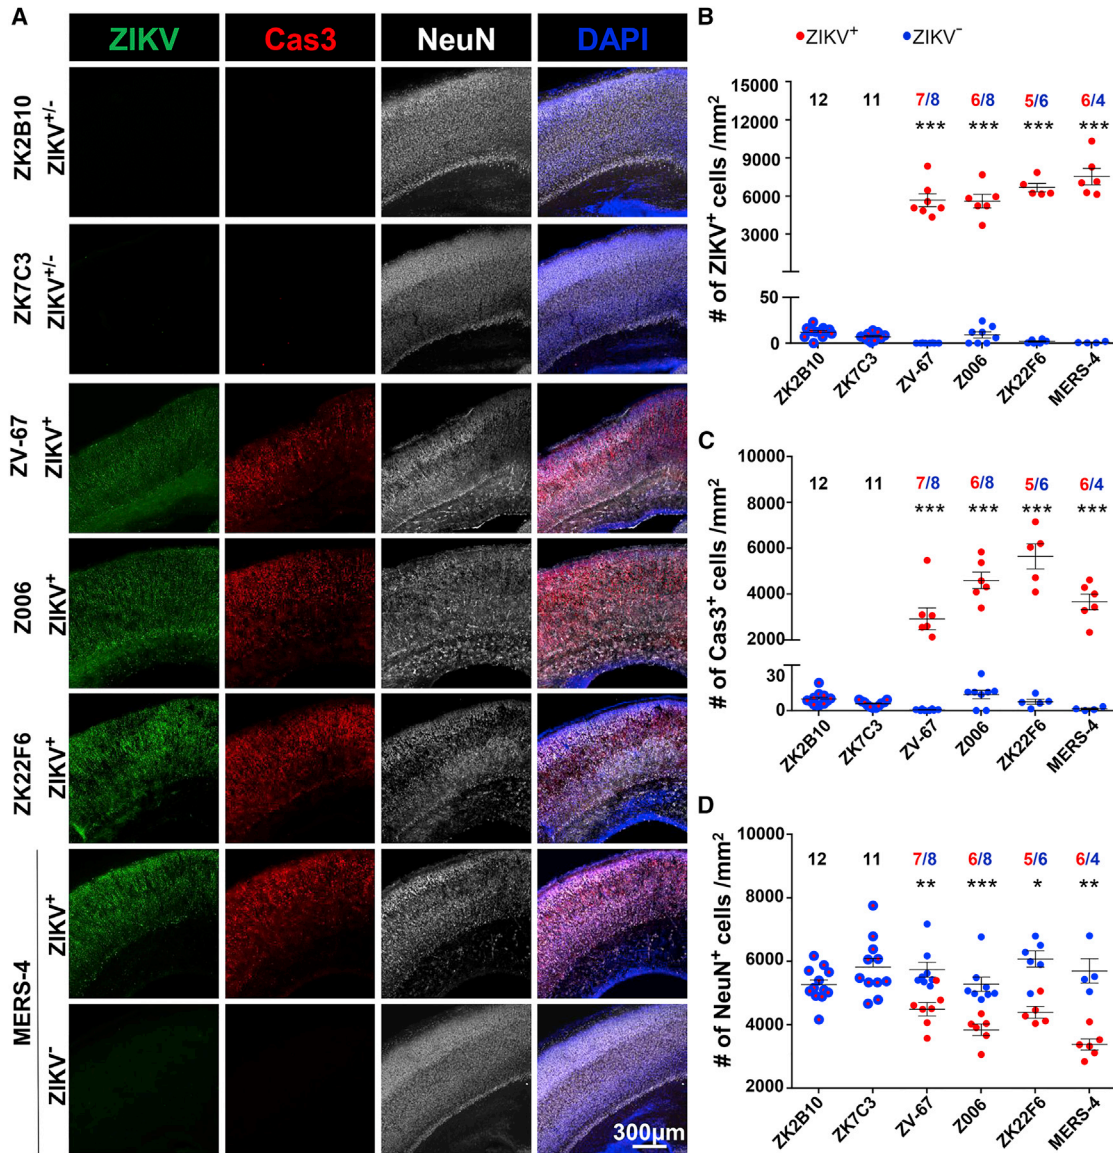 A
ZIKV Cas3 NeuN DAPI
ZK2B10
ZIKV+/-
ZK7C3
ZIKV+/-
ZV-67
ZIKV+
Z006
ZIKV+
ZK22F6
ZIKV+
MERS-4
ZIKV+
ZIKV-
300μm
B
ZIKV+ ZIKV-
# of ZIKV+ cells /mm2
15000
12000
9000
6000
3000
50
0
12 11 7/8 6/8 5/6 6/4
*** *** *** ***
ZK2B10 ZK7C3 ZV-67 Z006 ZK22F6 MERS-4
C
# of Cas3+ cells /mm2
10000
8000
6000
4000
2000
30
0
12 11 7/8 6/8 5/6 6/4
*** *** *** ***
ZK2B10 ZK7C3 ZV-67 Z006 ZK22F6 MERS-4
D
# of NeuN+ cells /mm2
10000
8000
6000
4000
2000
12 11 7/8 6/8 5/6 6/4
** *** * **
ZK2B10 ZK7C3 ZV-67 Z006 ZK22F6 MERS-4